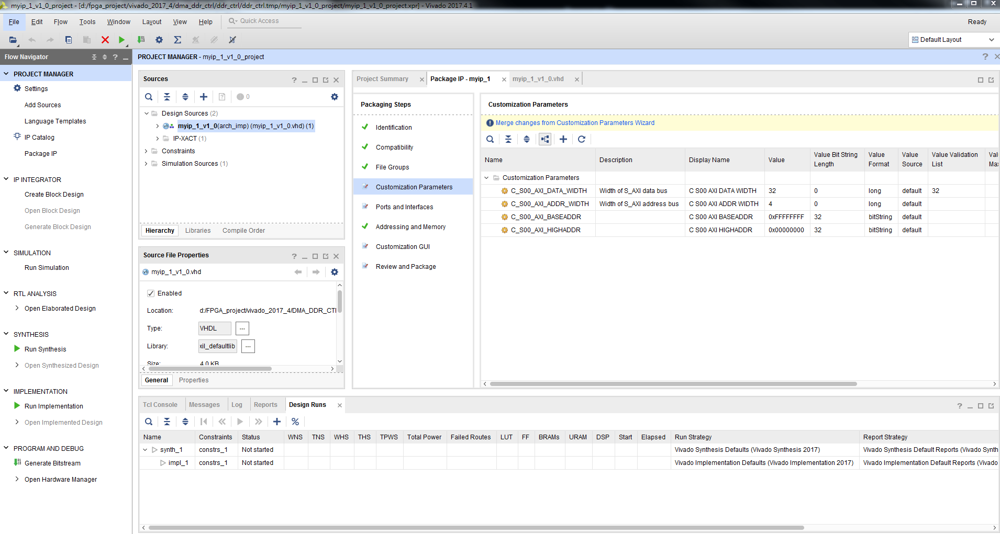 myip_1_v1_0_project - [d:/fpga_project/vivado_2017_4/dma_ddr_ctrl/ddr_ctrl/ddr_ctrl.tmp/myip_1_v1_0_project/myip_1_v1_0_project.xpr] - Vivado 2017.4.1
File Edit Flow Tools Window Layout View Help Quick Access Ready
Default Layout
Flow Navigator
PROJECT MANAGER
Settings
Add Sources
Language Templates
IP Catalog
Package IP
IP INTEGRATOR
Create Block Design
Open Block Design
Generate Block Design
SIMULATION
Run Simulation
RTL ANALYSIS
Open Elaborated Design
SYNTHESIS
Run Synthesis
Open Synthesized Design
IMPLEMENTATION
Run Implementation
Open Implemented Design
PROGRAM AND DEBUG
Generate Bitstream
Open Hardware Manager
PROJECT MANAGER - myip_1_v1_0_project
Sources
0
Design Sources (2)
myip_1_v1_0(arch_imp) (myip_1_v1_0.vhd) (1)
IP-XACT (1)
Constraints
Simulation Sources (1)
Hierarchy Libraries Compile Order
Source File Properties
myip_1_v1_0.vhd
Enabled
Location: d:/FPGA_project/vivado_2017_4/DMA_DDR_CTI
Type: VHDL ...
Library: xil_defaultlib ...
Size: 4.0 KB
General Properties
Project Summary Package IP - myip_1 myip_1_v1_0.vhd
Packaging Steps
Identification
Compatibility
File Groups
Customization Parameters
Ports and Interfaces
Addressing and Memory
Customization GUI
Review and Package
Customization Parameters
Merge changes from Customization Parameters Wizard
Name Description Display Name Value Value Bit String Length Value Format Value Source Value Validation List Val Max
Customization Parameters
C_S00_AXI_DATA_WIDTH Width of S_AXI data bus C S00 AXI DATA WIDTH 32 0 long default 32
C_S00_AXI_ADDR_WIDTH Width of S_AXI address bus C S00 AXI ADDR WIDTH 4 0 long default
C_S00_AXI_BASEADDR C S00 AXI BASEADDR 0xFFFFFFFF 32 bitString default
C_S00_AXI_HIGHADDR C S00 AXI HIGHADDR 0x00000000 32 bitString default
Tcl Console Messages Log Reports Design Runs
Name Constraints Status WNS TNS WHS THS TPWS Total Power Failed Routes LUT FF BRAMs URAM DSP Start Elapsed Run Strategy Report Strategy
synth_1 constrs_1 Not started Vivado Synthesis Defaults (Vivado Synthesis 2017) Vivado Synthesis Default Reports (Vivado Synth
impl_1 constrs_1 Not started Vivado Implementation Defaults (Vivado Implementation 2017) Vivado Implementation Default Reports (Vivado